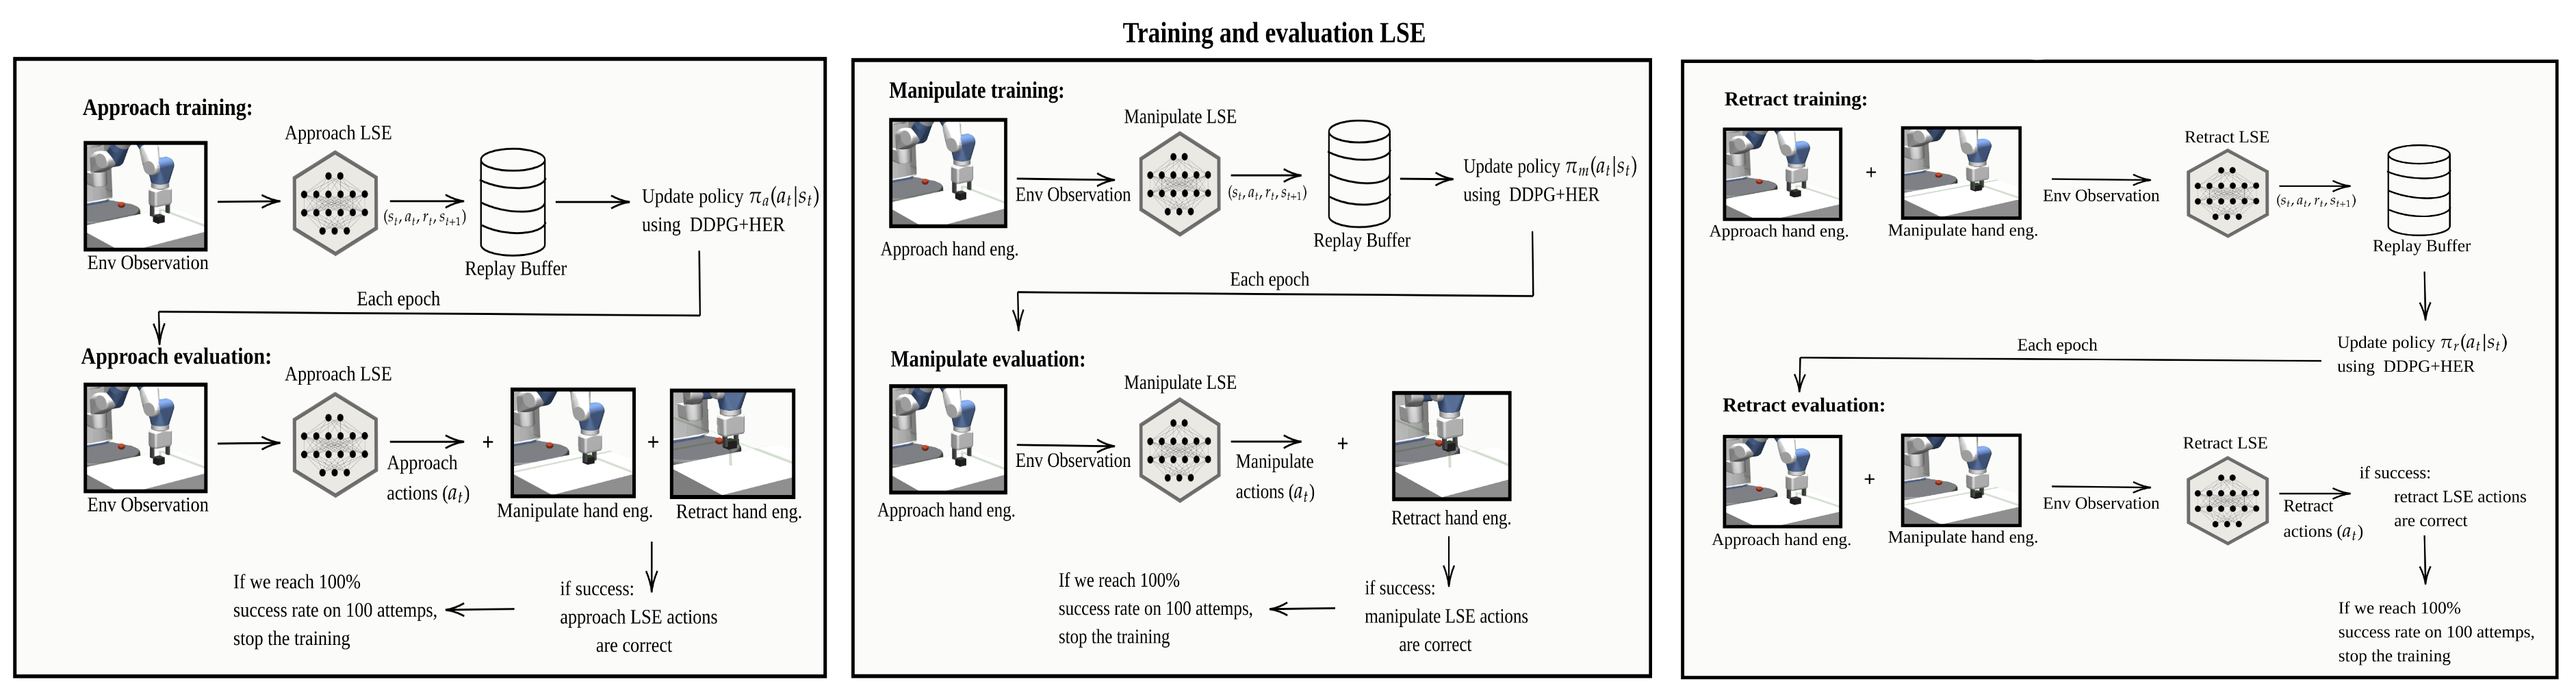 Training and evaluation LSE
Approach training:
Approach LSE
Env Observation
(s_t, a_t, r_t, s_{t+1})
Replay Buffer
Update policy π_a(a_t|s_t)
using DDPG+HER
Each epoch
Approach evaluation:
Approach LSE
Env Observation
Approach
actions (a_t)
+
Manipulate hand eng.
+
Retract hand eng.
if success:
approach LSE actions
are correct
If we reach 100%
success rate on 100 attemps,
stop the training
Manipulate training:
Manipulate LSE
Approach hand eng.
Env Observation
(s_t, a_t, r_t, s_{t+1})
Replay Buffer
Update policy π_m(a_t|s_t)
using DDPG+HER
Each epoch
Manipulate evaluation:
Manipulate LSE
Approach hand eng.
Env Observation
Manipulate
actions (a_t)
+
Retract hand eng.
if success:
manipulate LSE actions
are correct
If we reach 100%
success rate on 100 attemps,
stop the training
Retract training:
Retract LSE
Approach hand eng.
+
Manipulate hand eng.
Env Observation
(s_t, a_t, r_t, s_{t+1})
Replay Buffer
Update policy π_r(a_t|s_t)
using DDPG+HER
Each epoch
Retract evaluation:
Retract LSE
Approach hand eng.
+
Manipulate hand eng.
Env Observation
Retract
actions (a_t)
if success:
retract LSE actions
are correct
If we reach 100%
success rate on 100 attemps,
stop the training